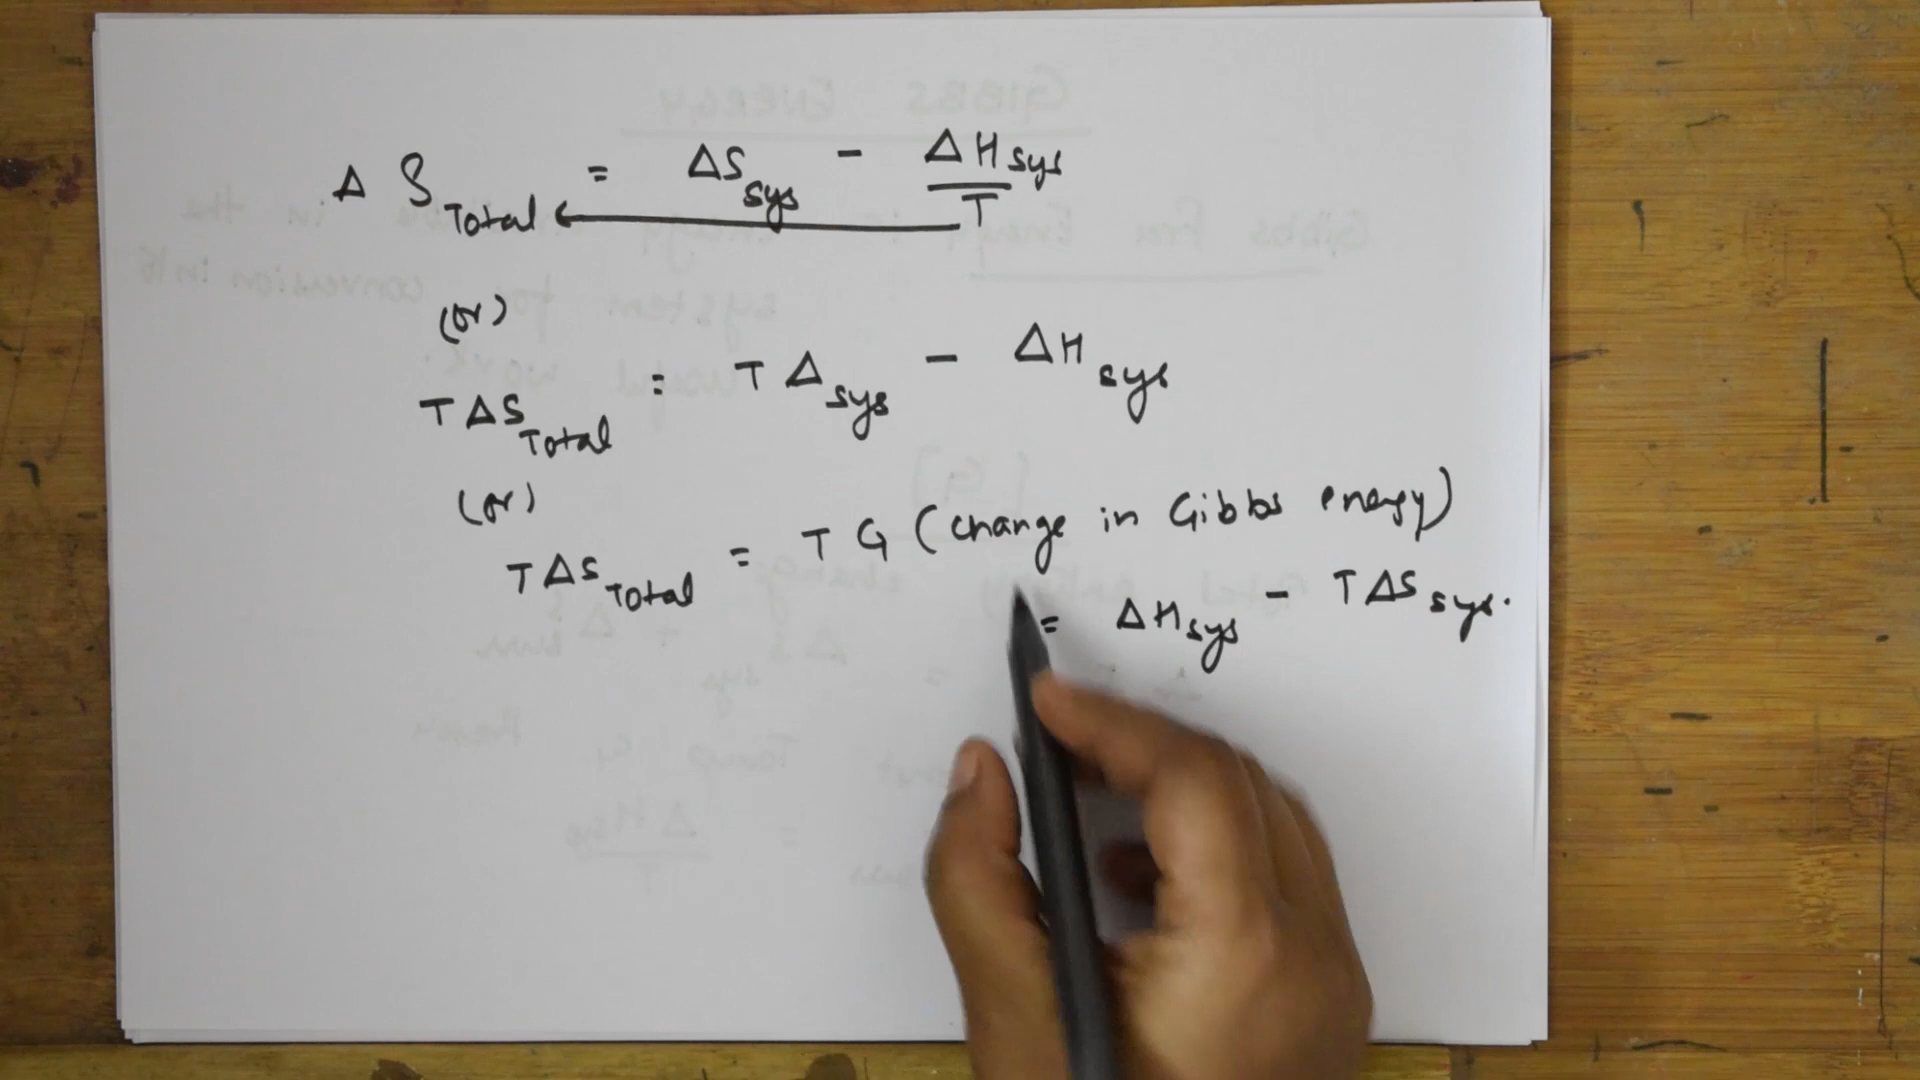 Δ S Total = ΔS sys - ΔH sys / T
(or)
TΔS Total = T Δ sys - ΔH sys
(or)
TΔS Total = T G (change in Gibbs energy)
= ΔH sys - TΔS sys.